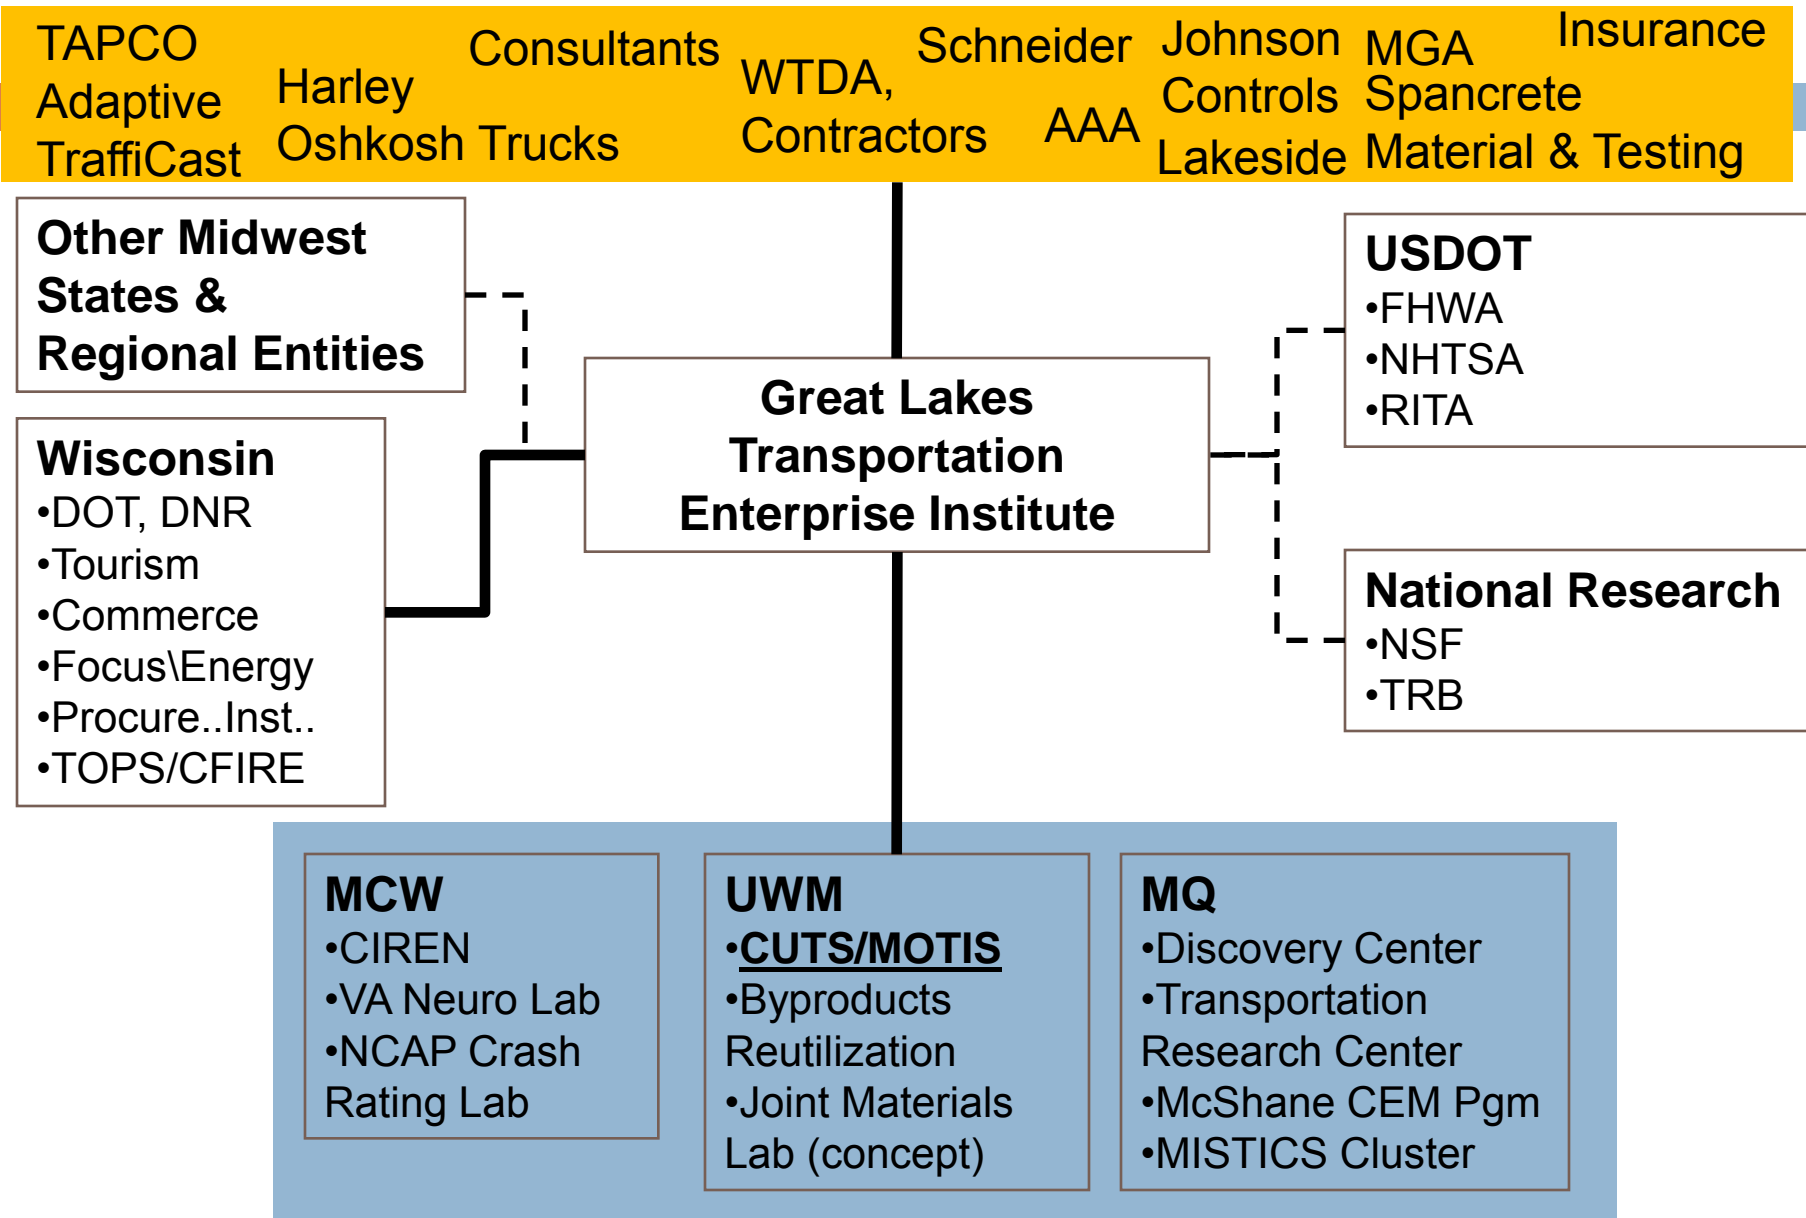 TAPCO
Adaptive
TraffiCast
Harley
Oshkosh Trucks
Consultants
WTDA,
Contractors
Schneider
AAA
Johnson
Controls
Lakeside
MGA
Spancrete
Material & Testing
Insurance
Other Midwest
States &
Regional Entities
USDOT
•FHWA
•NHTSA
•RITA
Great Lakes
Transportation
Enterprise Institute
Wisconsin
•DOT, DNR
•Tourism
•Commerce
•Focus\Energy
•Procure..Inst..
•TOPS/CFIRE
National Research
•NSF
•TRB
MCW
•CIREN
•VA Neuro Lab
•NCAP Crash
Rating Lab
UWM
•CUTS/MOTIS
•Byproducts
Reutilization
•Joint Materials
Lab (concept)
MQ
•Discovery Center
•Transportation
Research Center
•McShane CEM Pgm
•MISTICS Cluster